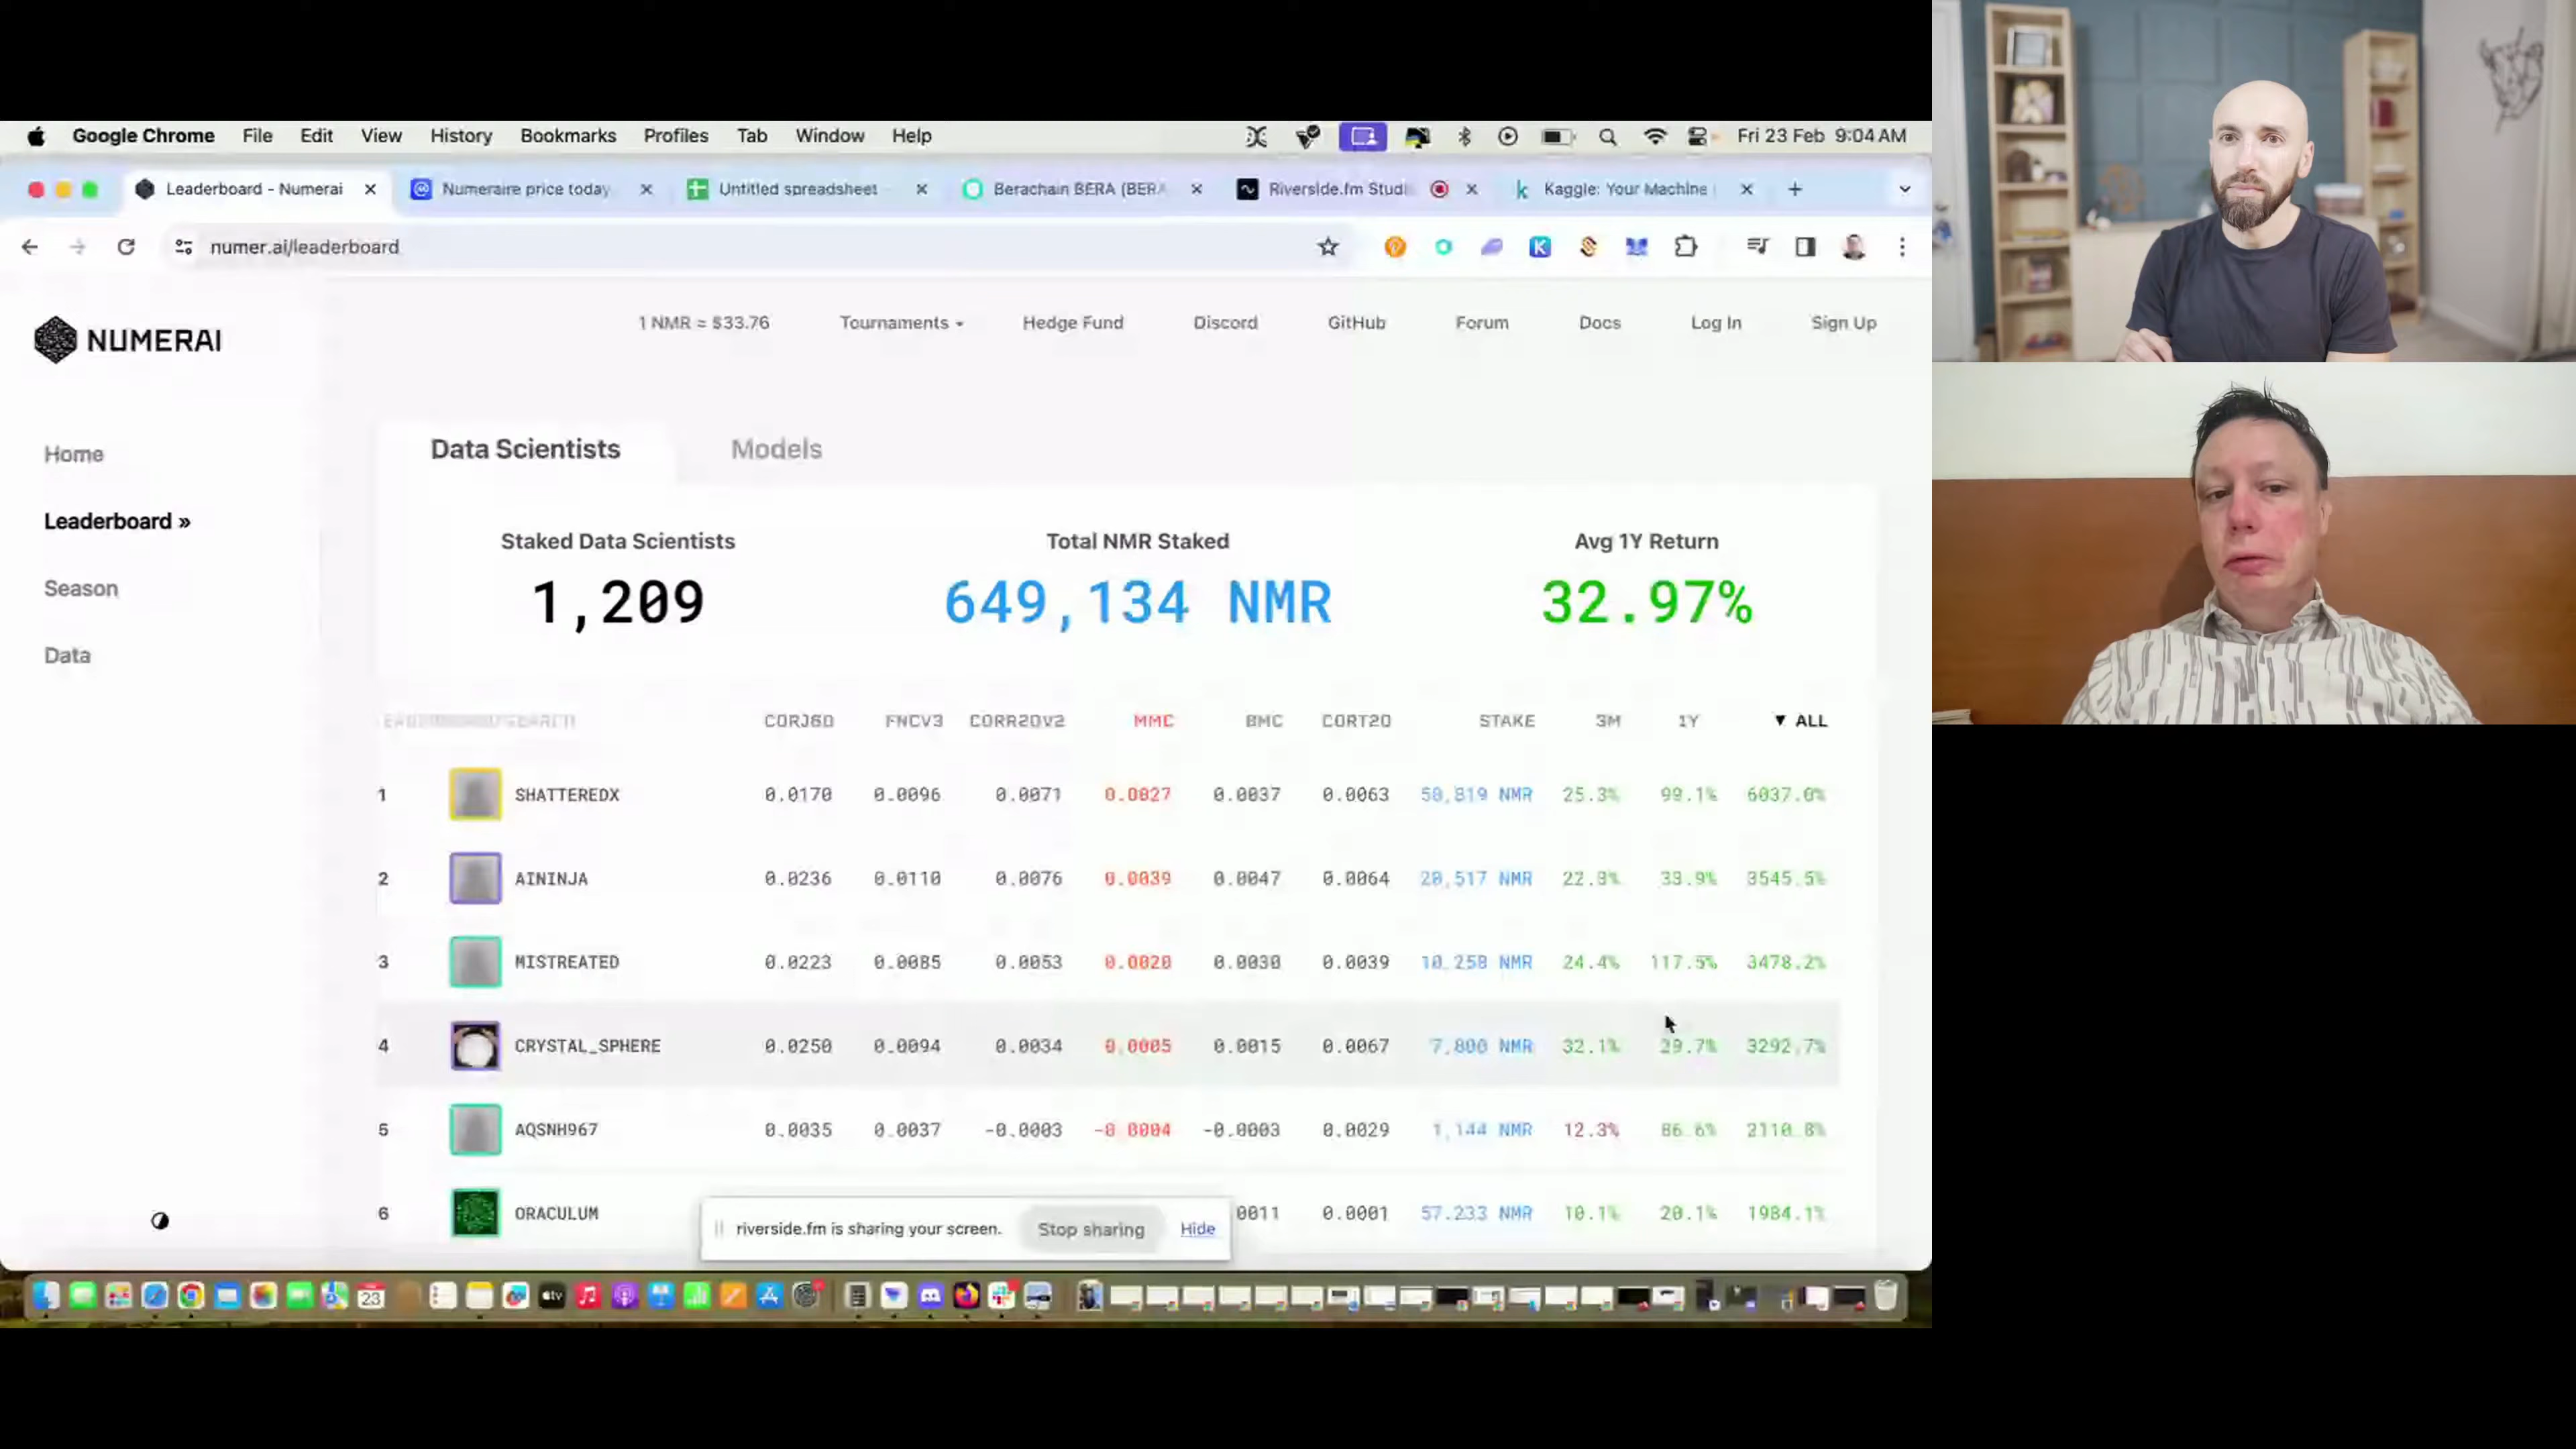 Google Chrome File Edit View History Bookmarks Profiles Tab Window Help Fri 23 Feb 9:04 AM
Leaderboard - Numerai Numeraire price today Untitled spreadsheet Berachain BERA (BERA Riverside.fm Studi Kaggle: Your Machine
numer.ai/leaderboard
NUMERAI
1 NMR = $33.76 Tournaments Hedge Fund Discord GitHub Forum Docs Log In Sign Up
Home
Leaderboard »
Season
Data
Data Scientists Models
Staked Data Scientists Total NMR Staked Avg 1Y Return
1,209 649,134 NMR 32.97%
CORJ60 FNCV3 CORR20V2 MMC BMC CORT20 STAKE 3M 1Y ▼ ALL
1 SHATTEREDX 0.0170 0.0096 0.0071 0.0027 0.0037 0.0063 NMR 25.3% 99.1% 6037.0%
2 AININJA 0.0236 0.0110 0.0076 0.0039 0.0047 0.0064 NMR 22.8% 33.9% 3545.5%
3 MISTREATED 0.0223 0.0085 0.0053 0.0020 0.0030 0.0039 10,258 NMR 24.4% 117.5% 3478.2%
4 CRYSTAL_SPHERE 0.0250 0.0094 0.0034 0.0005 0.0015 0.0067 7,800 NMR 32.1% 29.7% 3292.7%
5 AQSNH967 0.0035 0.0037 -0.0003 -0.0004 -0.0003 0.0029 1,144 NMR 12.3% 86.6% 2110.8%
6 ORACULUM 0011 0.0001 57,233 NMR 10.1% 20.1% 1984.1%
riverside.fm is sharing your screen. Stop sharing Hide
23
tv